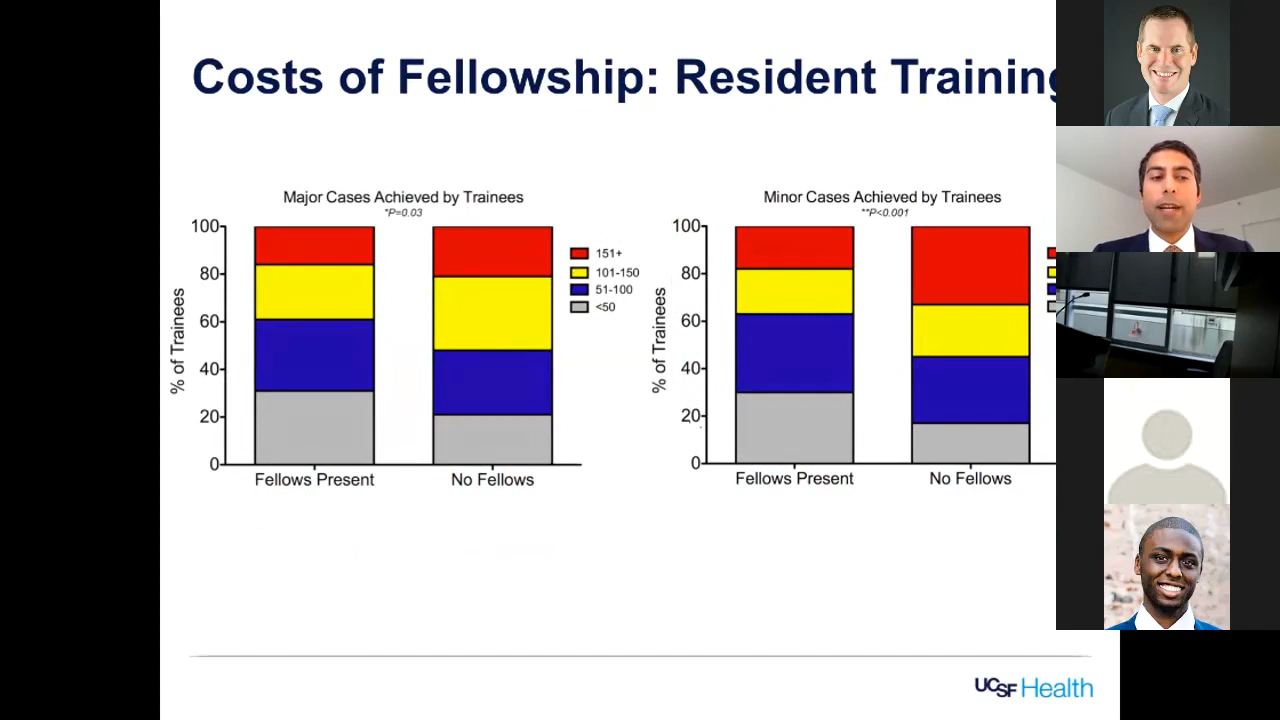 Costs of Fellowship: Resident Training
Major Cases Achieved by Trainees
*P=0.03
100
80
60
40
20
0
% of Trainees
Fellows Present
No Fellows
151+
101-150
51-100
<50
Minor Cases Achieved by Trainees
**P<0.001
100
80
60
40
20
0
% of Trainees
Fellows Present
No Fellows
UCSF Health